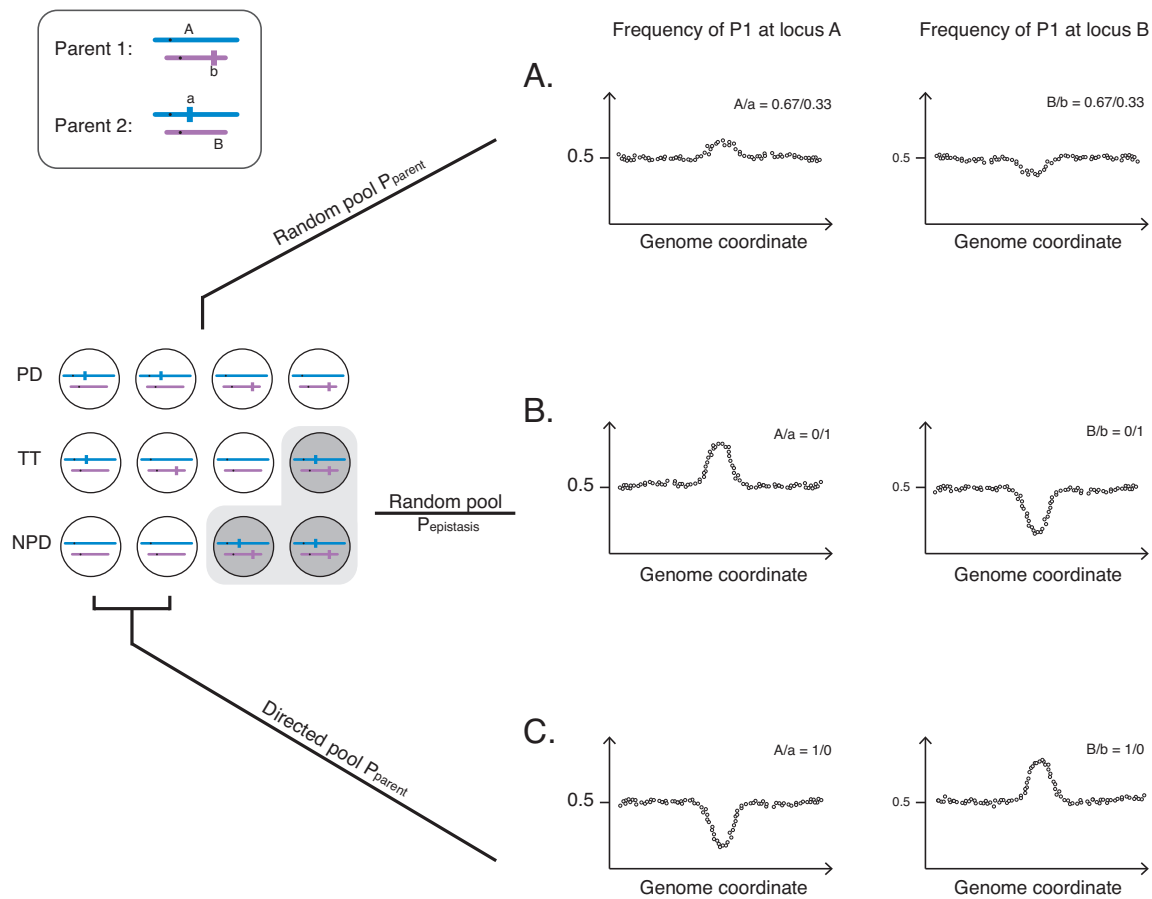 Parent 1:
A
b
Parent 2:
a
B
Frequency of P1 at locus A
Frequency of P1 at locus B
A.
Random pool Pparent
A/a = 0.67/0.33
0.5
Genome coordinate
B/b = 0.67/0.33
0.5
Genome coordinate
PD
TT
NPD
Random pool
Pepistasis
B.
A/a = 0/1
0.5
Genome coordinate
B/b = 0/1
0.5
Genome coordinate
Directed pool Pparent
C.
A/a = 1/0
0.5
Genome coordinate
B/b = 1/0
0.5
Genome coordinate